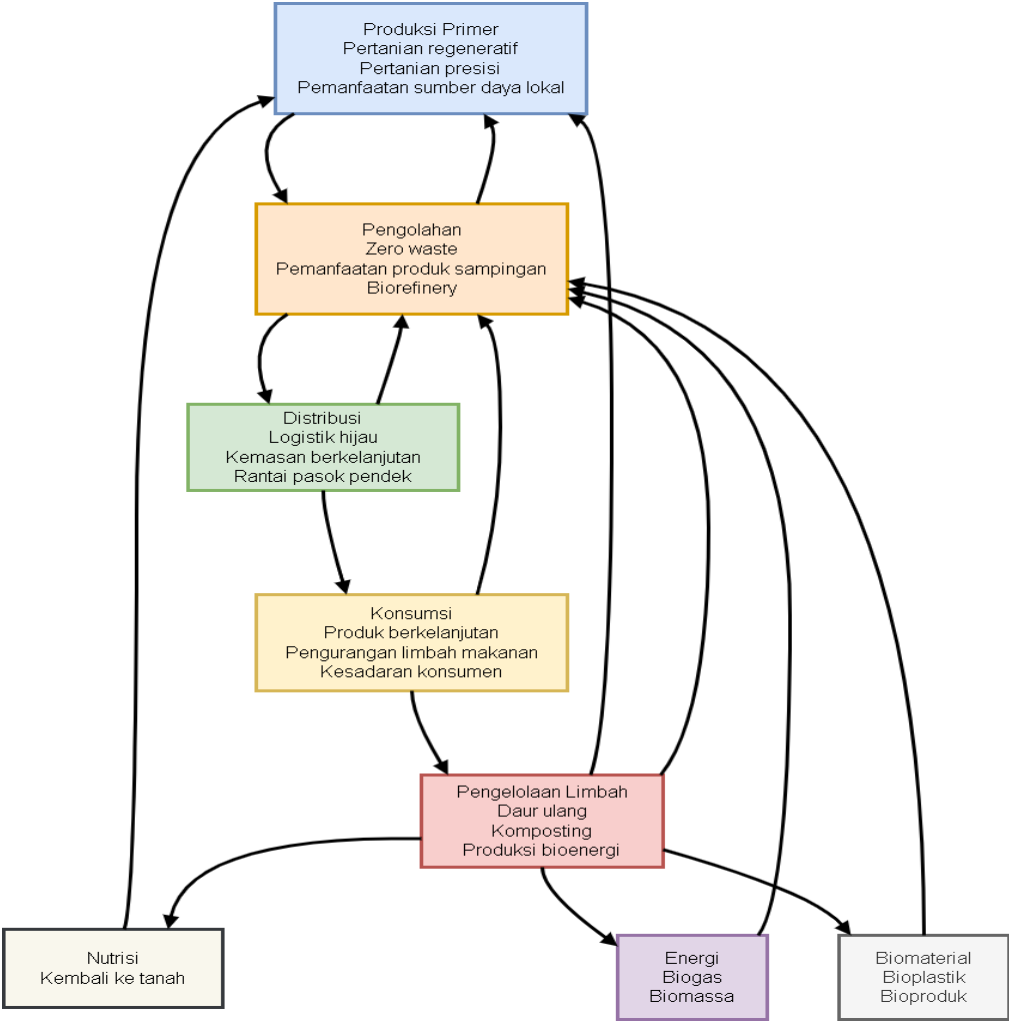 Produksi Primer
Pertanian regeneratif
Pertanian presisi
Pemanfaatan sumber daya lokal
Pengolahan
Zero waste
Pemanfaatan produk sampingan
Biorefinery
Distribusi
Logistik hijau
Kemasan berkelanjutan
Rantai pasok pendek
Konsumsi
Produk berkelanjutan
Pengurangan limbah makanan
Kesadaran konsumen
Pengelolaan Limbah
Daur ulang
Komposting
Produksi bioenergi
Nutrisi
Kembali ke tanah
Energi
Biogas
Biomassa
Biomaterial
Bioplastik
Bioproduk